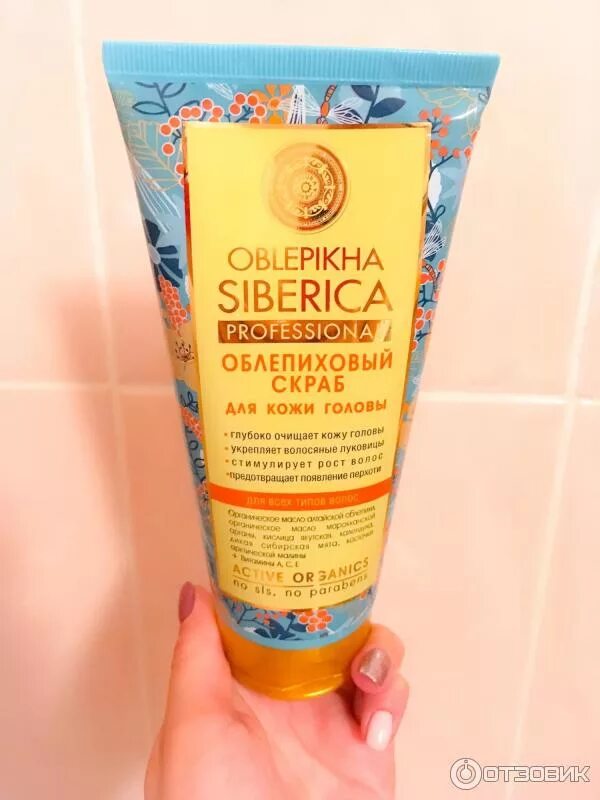 OBLEPIKHA
SIBERICA
PROFESSIONAL
ОБЛЕПИХОВЫЙ
СКРАБ
ДЛЯ КОЖИ ГОЛОВЫ
• глубоко очищает кожу головы
• укрепляет волосяные луковицы
• стимулирует рост волос
• предотвращает появление перхоти
ДЛЯ ВСЕХ ТИПОВ ВОЛОС
Органическое масло алтайской облепихи,
органическое масло марокканской
арганы, кислица якутская, календула,
дикая сибирская мята, косточки
арктической малины
+ Витамины А, С, Е
ACTIVE ORGANICS
no sls, no parabens
ОТЗОВИК